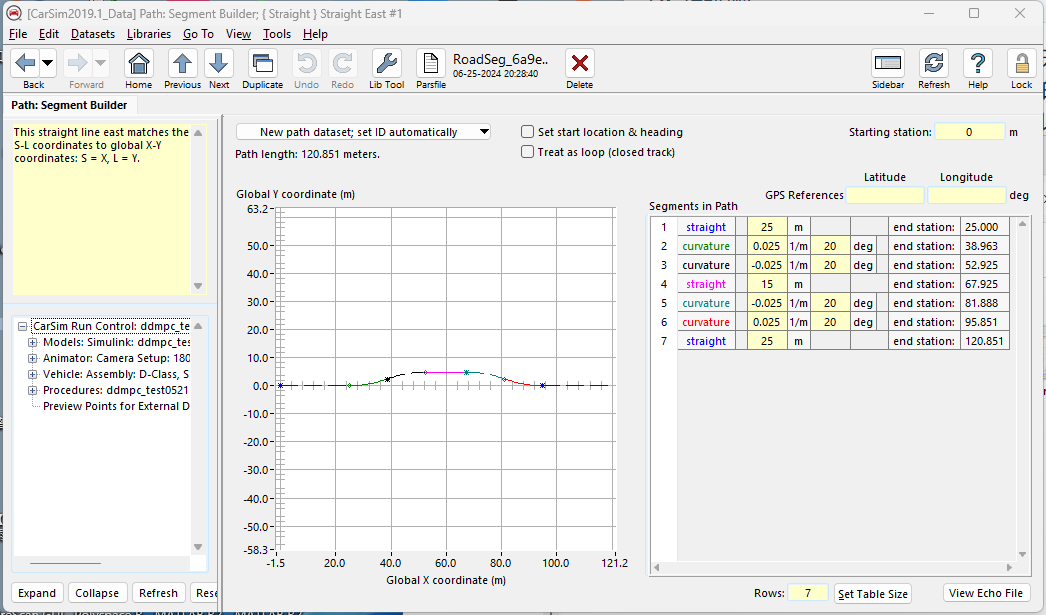 [CarSim2019.1_Data] Path: Segment Builder; { Straight } Straight East #1
File Edit Datasets Libraries Go To View Tools Help
Back Forward Home Previous Next Duplicate Undo Redo Lib Tool Parsfile
RoadSeg_6a9e..
06-25-2024 20:28:40
Delete Sidebar Refresh Help Lock
Path: Segment Builder
This straight line east matches the
S-L coordinates to global X-Y
coordinates: S = X, L = Y.
CarSim Run Control: ddmpc_te
Models: Simulink: ddmpc_tes
Animator: Camera Setup: 180
Vehicle: Assembly: D-Class, S
Procedures: ddmpc_test0521
Preview Points for External D
Expand Collapse Refresh Rese
New path dataset; set ID automatically
Path length: 120.851 meters.
Set start location & heading
Treat as loop (closed track)
Starting station: 0 m
Latitude Longitude
GPS References deg
Global Y coordinate (m)
63.2
50.0
40.0
30.0
20.0
10.0
0.0
-10.0
-20.0
-30.0
-40.0
-50.0
-58.3
-1.5 20.0 40.0 60.0 80.0 100.0 121.2
Global X coordinate (m)
Segments in Path
1 straight 25 m end station: 25.000
2 curvature 0.025 1/m 20 deg end station: 38.963
3 curvature -0.025 1/m 20 deg end station: 52.925
4 straight 15 m end station: 67.925
5 curvature -0.025 1/m 20 deg end station: 81.888
6 curvature 0.025 1/m 20 deg end station: 95.851
7 straight 25 m end station: 120.851
Rows: 7 Set Table Size View Echo File